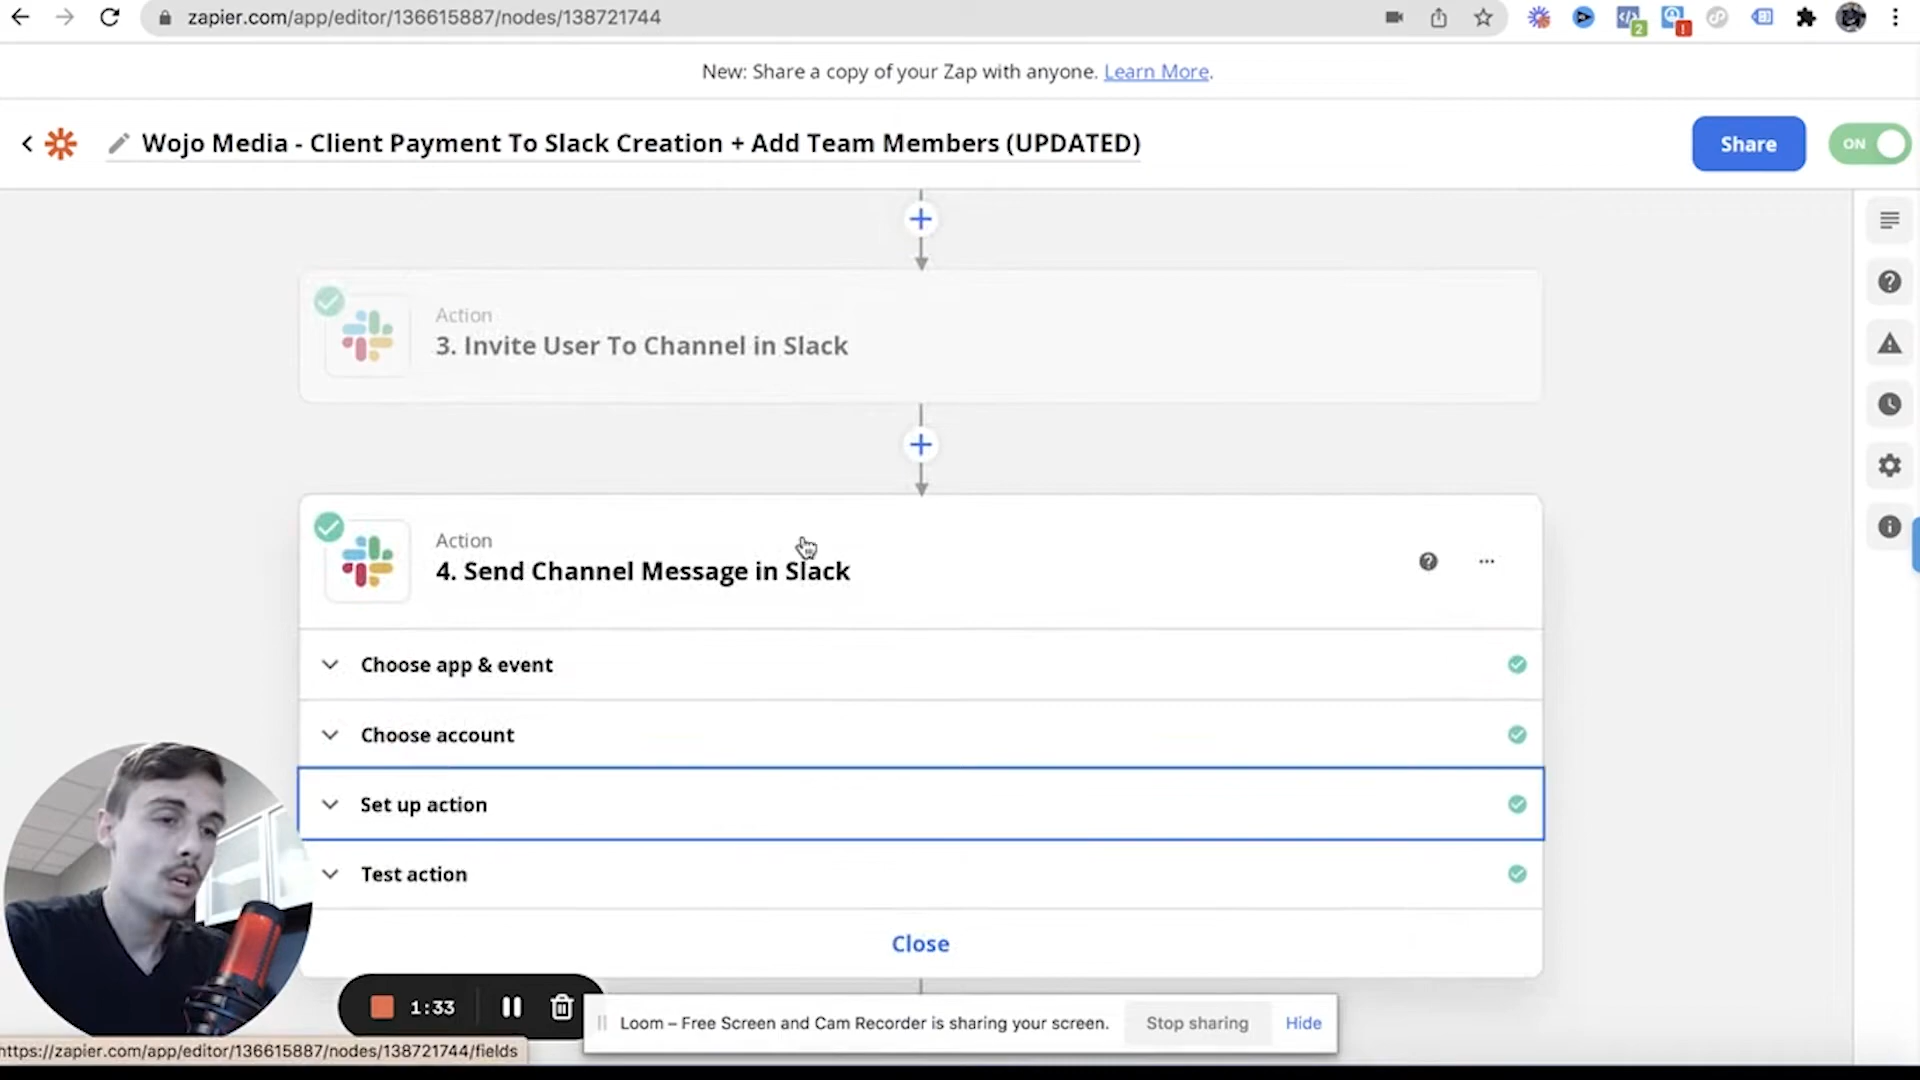 zapier.com/app/editor/136615887/nodes/138721744
2
!
New: Share a copy of your Zap with anyone. Learn More.
Wojo Media - Client Payment To Slack Creation + Add Team Members (UPDATED)
Share
ON
Action
3. Invite User To Channel in Slack
Action
4. Send Channel Message in Slack
Choose app & event
Choose account
Set up action
Test action
Close
1:33
Loom – Free Screen and Cam Recorder is sharing your screen.
Stop sharing
Hide
https://zapier.com/app/editor/136615887/nodes/138721744/fields